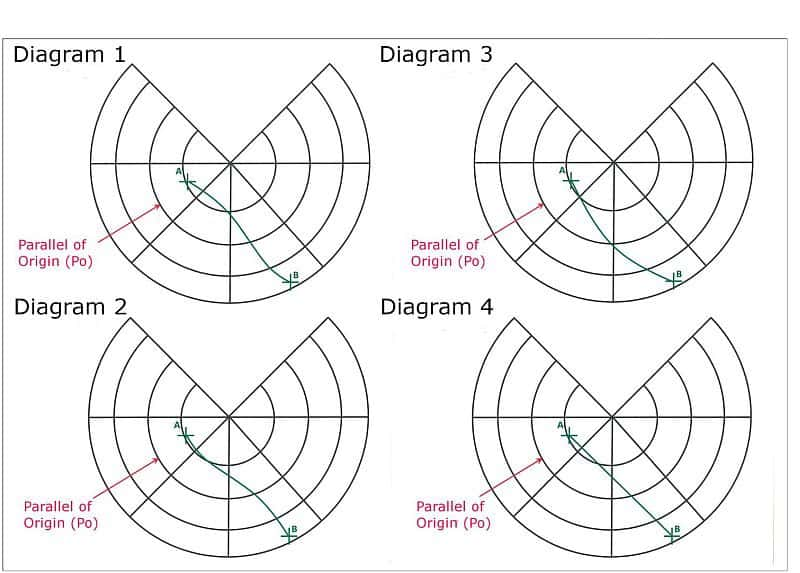 Diagram 1
A
B
Parallel of
Origin (Po)
Diagram 3
A
B
Parallel of
Origin (Po)
Diagram 2
A
B
Parallel of
Origin (Po)
Diagram 4
A
B
Parallel of
Origin (Po)